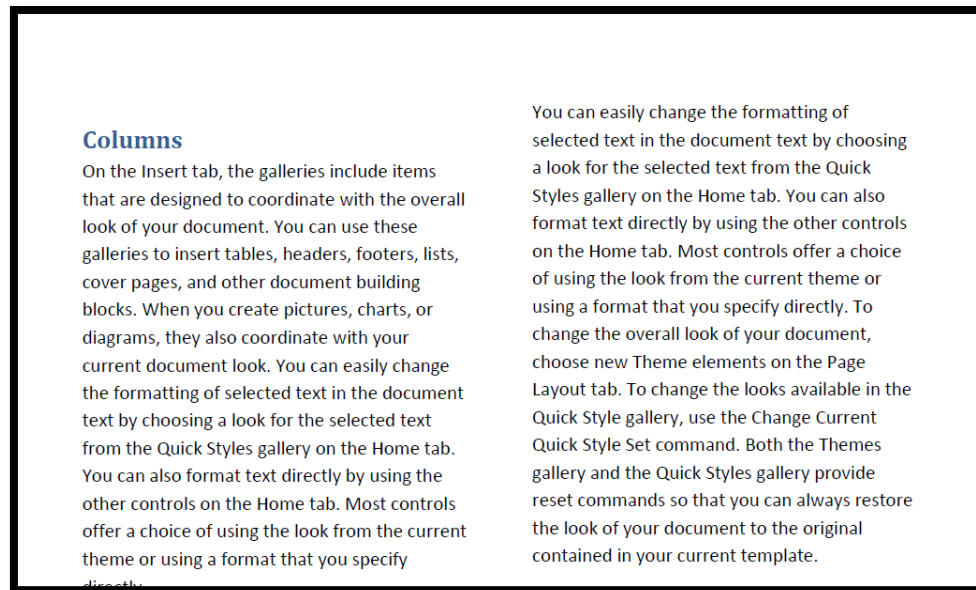 Columns
On the Insert tab, the galleries include items
that are designed to coordinate with the overall
look of your document. You can use these
galleries to insert tables, headers, footers, lists,
cover pages, and other document building
blocks. When you create pictures, charts, or
diagrams, they also coordinate with your
current document look. You can easily change
the formatting of selected text in the document
text by choosing a look for the selected text
from the Quick Styles gallery on the Home tab.
You can also format text directly by using the
other controls on the Home tab. Most controls
offer a choice of using the look from the current
theme or using a format that you specify
directly.
You can easily change the formatting of
selected text in the document text by choosing
a look for the selected text from the Quick
Styles gallery on the Home tab. You can also
format text directly by using the other controls
on the Home tab. Most controls offer a choice
of using the look from the current theme or
using a format that you specify directly. To
change the overall look of your document,
choose new Theme elements on the Page
Layout tab. To change the looks available in the
Quick Style gallery, use the Change Current
Quick Style Set command. Both the Themes
gallery and the Quick Styles gallery provide
reset commands so that you can always restore
the look of your document to the original
contained in your current template.